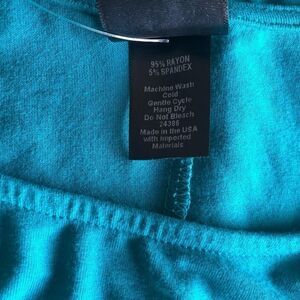 95% RAYON
5% SPANDEX
Machine Wash
Cold
Gentle Cycle
Hang Dry
Do Not Bleach
24386
Made in the USA
with Imported
Materials